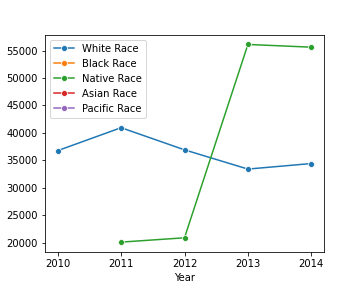 White Race
Black Race
Native Race
Asian Race
Pacific Race
55000
50000
45000
40000
35000
30000
25000
20000
2010 2011 2012 2013 2014
Year